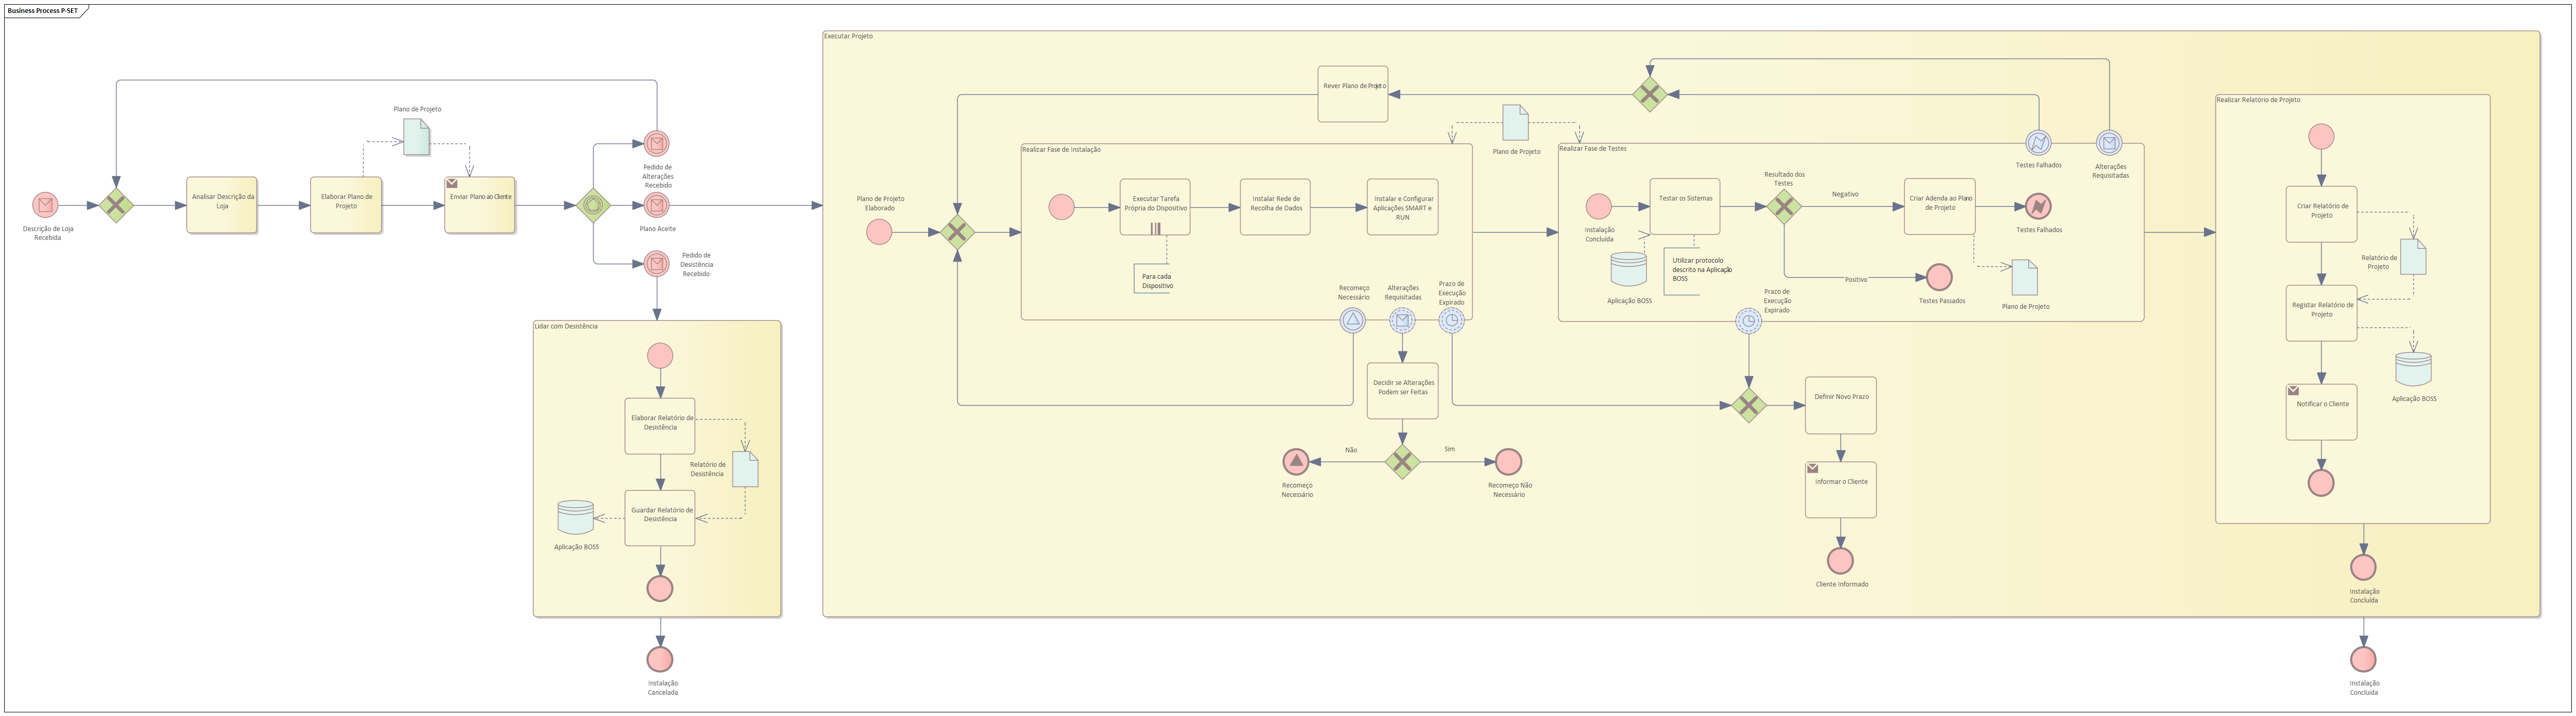 Business Process P-SET
Descrição de Loja
Recebida
Analisar Descrição da
Loja
Elaborar Plano de
Projeto
Plano de Projeto
Enviar Plano ao Cliente
Pedido de
Alterações
Recebido
Plano Aceite
Pedido de
Desistência
Recebido
Lidar com Desistência
Elaborar Relatório de
Desistência
Relatório de
Desistência
Guardar Relatório de
Desistência
Aplicação BOSS
Instalação
Cancelada
Executar Projeto
Plano de Projeto
Elaborado
Rever Plano de Projeto
Realizar Fase de Instalação
Executar Tarefa
Própria do Dispositivo
Para cada
Dispositivo
Instalar Rede de
Recolha de Dados
Instalar e Configurar
Aplicações SMART e
RUN
Recomeço
Necessário
Alterações
Requisitadas
Prazo de
Execução
Expirado
Decidir se Alterações
Podem ser Feitas
Não
Sim
Recomeço
Necessário
Recomeço Não
Necessário
Plano de Projeto
Realizar Fase de Testes
Instalação
Concluída
Testar os Sistemas
Aplicação BOSS
Utilizar protocolo
descrito na Aplicação
BOSS
Resultado dos
Testes
Negativo
Positivo
Criar Adenda ao Plano
de Projeto
Testes Falhados
Testes Passados
Plano de Projeto
Testes Falhados
Alterações
Requisitadas
Prazo de
Execução
Expirado
Definir Novo Prazo
Informar o Cliente
Cliente Informado
Realizar Relatório de Projeto
Criar Relatório de
Projeto
Relatório de
Projeto
Registar Relatório de
Projeto
Aplicação BOSS
Notificar o Cliente
Instalação
Concluída
Instalação
Concluida